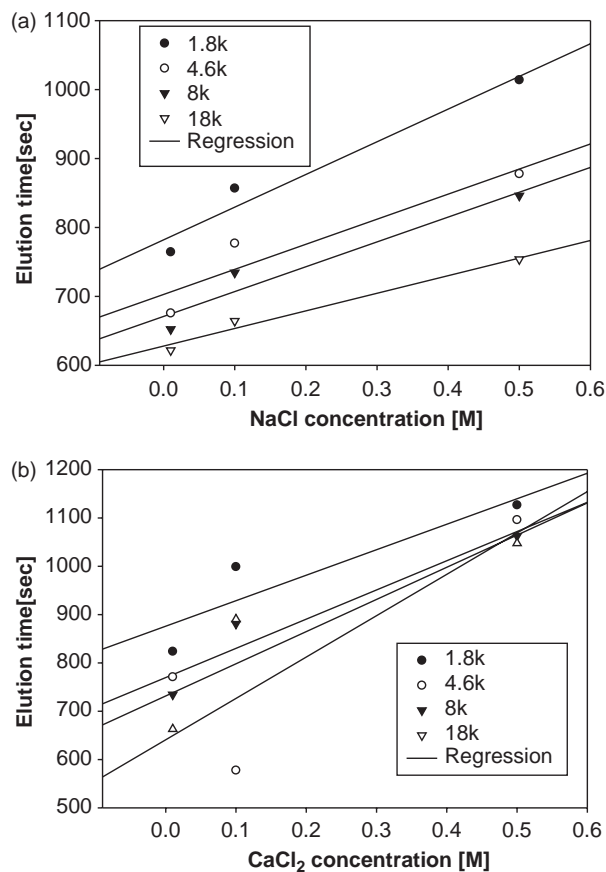 (a)
1100
1000
900
800
700
600
Elution time[sec]
1.8k
4.6k
8k
18k
Regression
0.0 0.1 0.2 0.3 0.4 0.5 0.6
NaCl concentration [M]
(b)
1200
1100
1000
900
800
700
600
500
Elution time[sec]
1.8k
4.6k
8k
18k
Regression
0.0 0.1 0.2 0.3 0.4 0.5 0.6
CaCl₂ concentration [M]